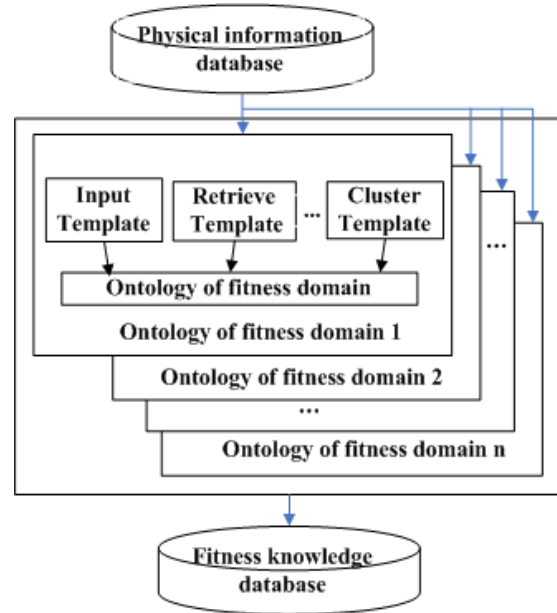 Physical information
database
Input
Template
Retrieve
Template
...
Cluster
Template
Ontology of fitness domain
Ontology of fitness domain 1
...
Ontology of fitness domain 2
...
Ontology of fitness domain n
Fitness knowledge
database